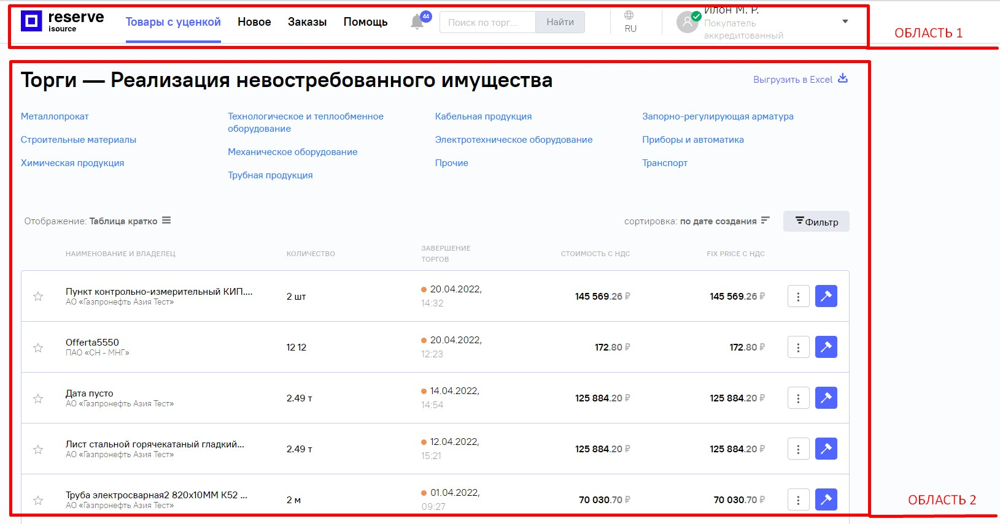 reserve
isource
Товары с уценкой Новое Заказы Помощь 44 Поиск по торг... Найти RU Илон М. Р.
Покупатель
аккредитованный
ОБЛАСТЬ 1
Торги — Реализация невостребованного имущества
Выгрузить в Excel
Металлопрокат
Строительные материалы
Химическая продукция
Технологическое и теплообменное
оборудование
Механическое оборудование
Трубная продукция
Кабельная продукция
Электротехническое оборудование
Прочие
Запорно-регулирующая арматура
Приборы и автоматика
Транспорт
Отображение: Таблица кратко сортировка: по дате создания Фильтр
НАИМЕНОВАНИЕ И ВЛАДЕЛЕЦ КОЛИЧЕСТВО ЗАВЕРШЕНИЕ
ТОРГОВ СТОИМОСТЬ С НДС FIX PRICE С НДС
Пункт контрольно-измерительный КИП....
АО «Газпронефть Азия Тест»
2 шт
20.04.2022,
14:32
145 569.26 ₽ 145 569.26 ₽
Offerta5550
ПАО «СН - МНГ»
12 12
20.04.2022,
12:23
172.80 ₽ 172.80 ₽
Дата пусто
АО «Газпронефть Азия Тест»
2.49 т
14.04.2022,
14:54
125 884.20 ₽ 125 884.20 ₽
Лист стальной горячекатаный гладкий...
АО «Газпронефть Азия Тест»
2.49 т
12.04.2022,
15:21
125 884.20 ₽ 125 884.20 ₽
Труба электросварная2 820х10ММ К52 ...
АО «Газпронефть Азия Тест»
2 м
01.04.2022,
09:27
70 030.70 ₽ 70 030.70 ₽
ОБЛАСТЬ 2